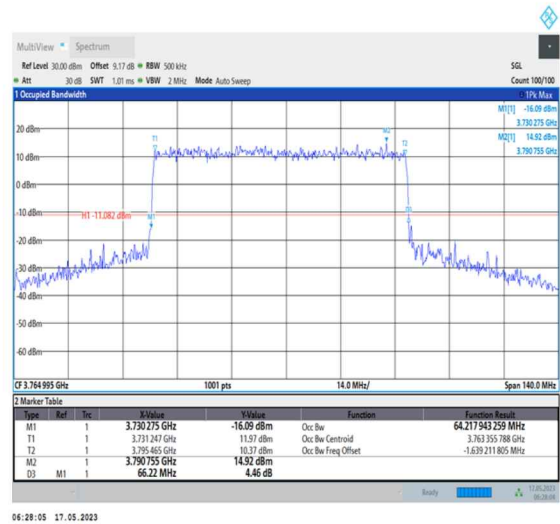 MultiView Spectrum
Ref Level 30.00 dBm Offset 9.17 dB RBW 500 kHz SGL
Att 30 dB SWT 1.01 ms VBW 2 MHz Mode Auto Sweep Count 100/100
1 Occupied Bandwidth 1Pk Max
M1[1] -16.09 dBm
3.730 275 GHz
M2[1] 14.92 dBm
3.790 755 GHz
20 dBm
10 dBm
0 dBm
-10 dBm
H1 -11.082 dBm
-20 dBm
-30 dBm
-40 dBm
-50 dBm
-60 dBm
T1
M2
T2
M1
D3
CF 3.764 995 GHz 1001 pts 14.0 MHz/ Span 140.0 MHz
2 Marker Table
Type Ref Trc X-Value Y-Value Function Function Result
M1 1 3.730 275 GHz -16.09 dBm Occ Bw 64.217 943 259 MHz
T1 1 3.731 247 GHz 11.97 dBm Occ Bw Centroid 3.763 355 788 GHz
T2 1 3.795 465 GHz 10.37 dBm Occ Bw Freq Offset -1.639 211 805 MHz
M2 1 3.790 755 GHz 14.92 dBm
D3 M1 1 66.22 MHz 4.46 dB
Ready 17.05.2023
06:28:05
06:28:05 17.05.2023